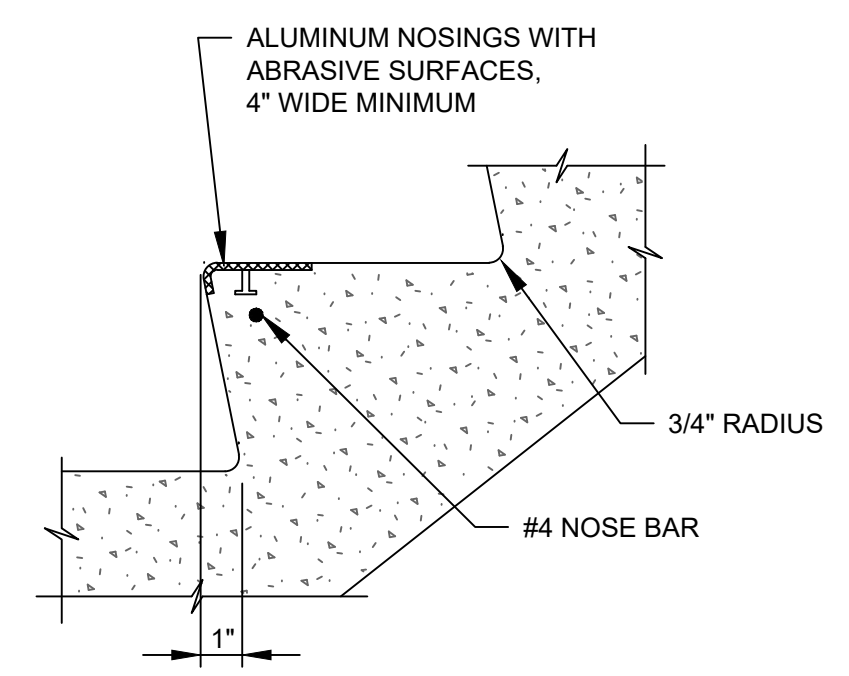 ALUMINUM NOSINGS WITH
ABRASIVE SURFACES,
4" WIDE MINIMUM
3/4" RADIUS
#4 NOSE BAR
1"